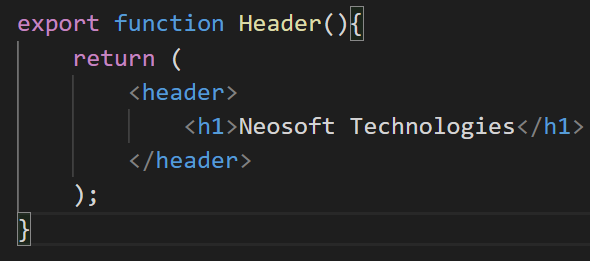 export function Header(){
    return (
        <header>
            <h1>Neosoft Technologies</h1>
        </header>
    );
}